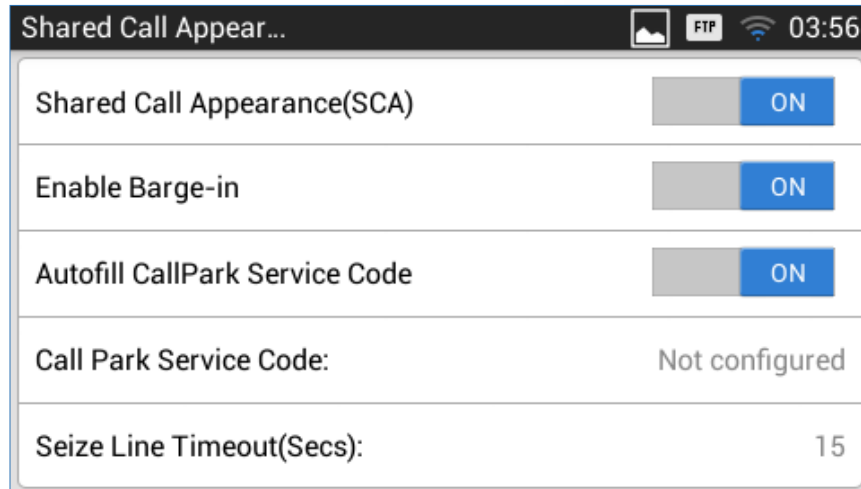 Shared Call Appear... FTP 03:56
Shared Call Appearance(SCA) ON
Enable Barge-in ON
Autofill CallPark Service Code ON
Call Park Service Code: Not configured
Seize Line Timeout(Secs): 15